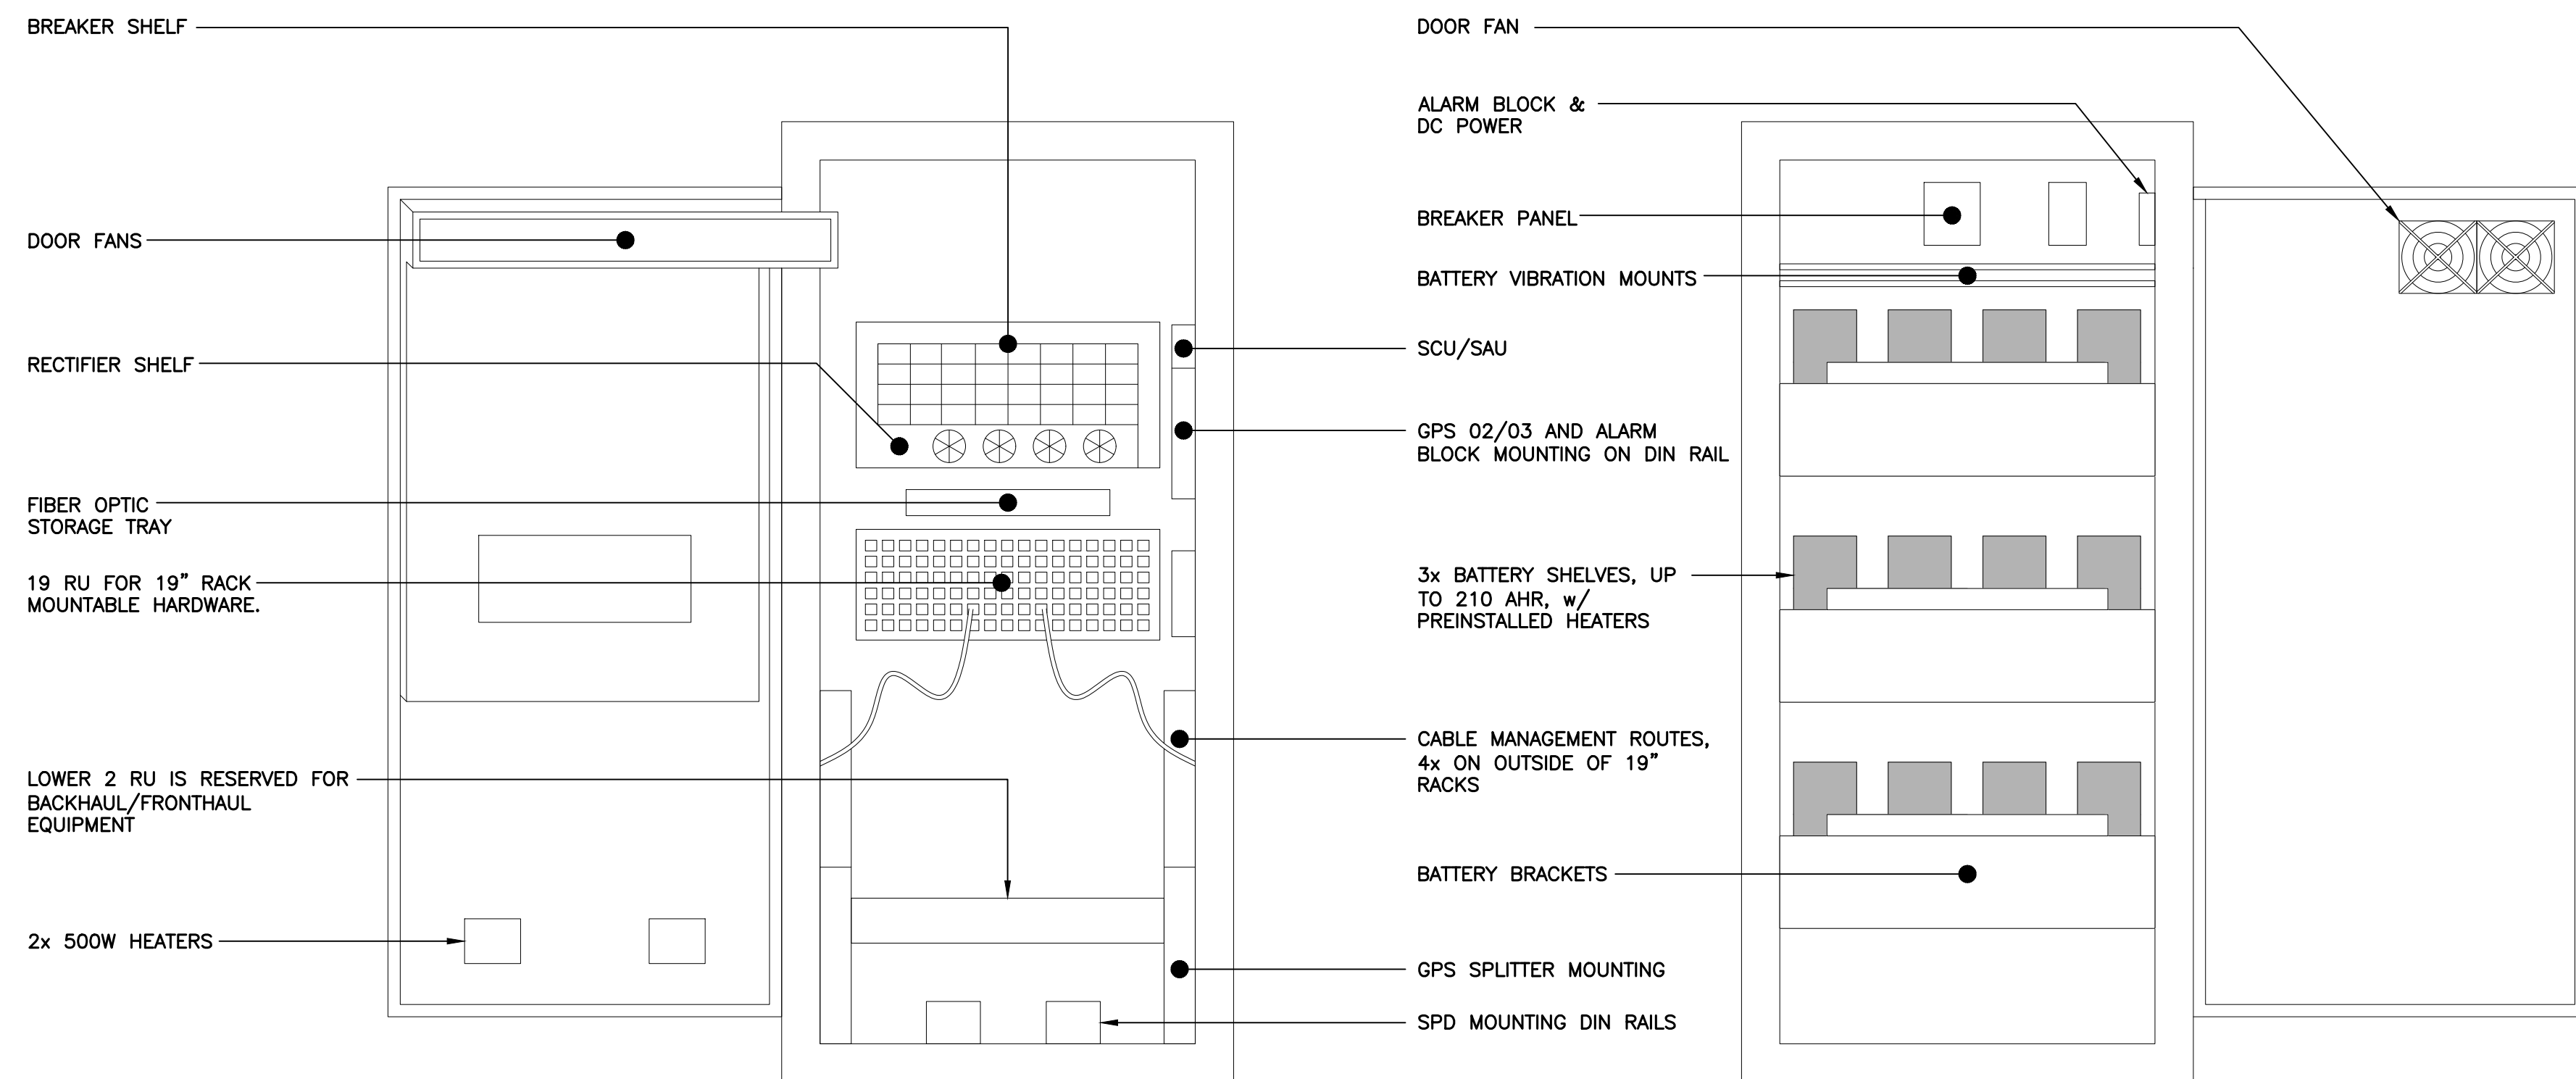 BREAKER SHELF
DOOR FANS
RECTIFIER SHELF
FIBER OPTIC
STORAGE TRAY
19 RU FOR 19" RACK
MOUNTABLE HARDWARE.
LOWER 2 RU IS RESERVED FOR
BACKHAUL/FRONTHAUL
EQUIPMENT
2x 500W HEATERS
DOOR FAN
ALARM BLOCK &
DC POWER
BREAKER PANEL
BATTERY VIBRATION MOUNTS
SCU/SAU
GPS 02/03 AND ALARM
BLOCK MOUNTING ON DIN RAIL
3x BATTERY SHELVES, UP
TO 210 AHR, w/
PREINSTALLED HEATERS
CABLE MANAGEMENT ROUTES,
4x ON OUTSIDE OF 19"
RACKS
BATTERY BRACKETS
GPS SPLITTER MOUNTING
SPD MOUNTING DIN RAILS